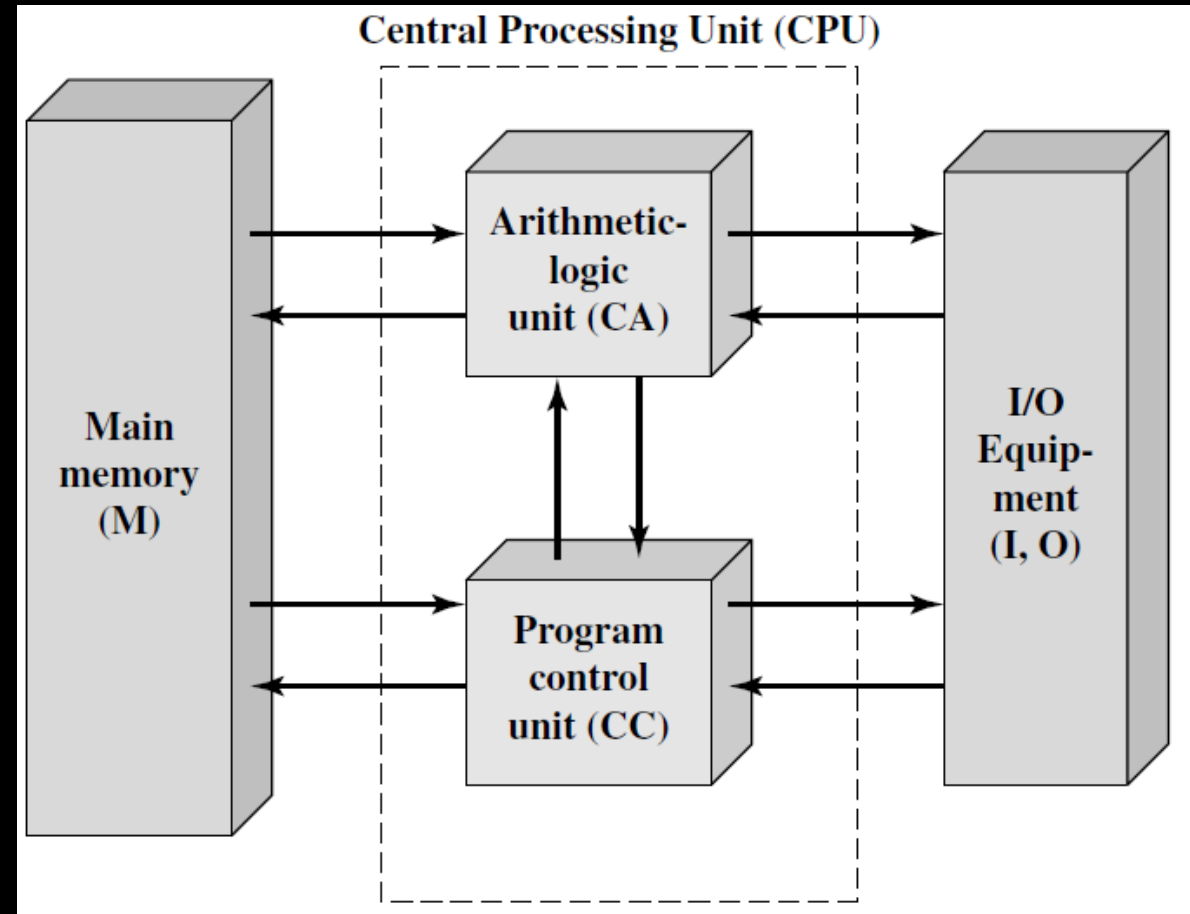 Central Processing Unit (CPU)
Main
memory
(M)
Arithmetic-
logic
unit (CA)
Program
control
unit (CC)
I/O
Equip-
ment
(I, O)